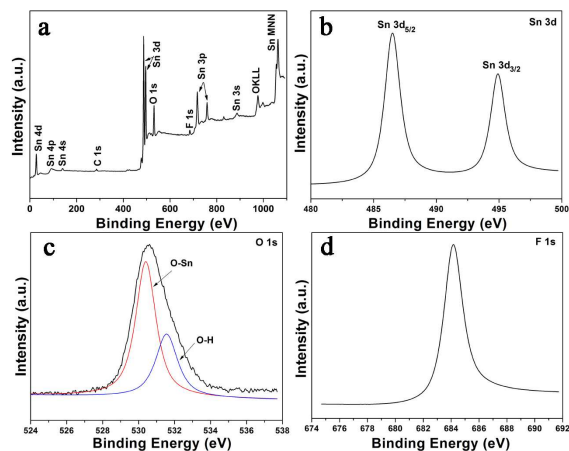 a
Intensity (a.u.)
Sn 4d
Sn 4p
Sn 4s
C 1s
Sn 3d
O 1s
F 1s
Sn 3p
Sn 3s
OKLL
Sn MNN
0 200 400 600 800 1000
Binding Energy (eV)
b
Sn 3d
Intensity (a.u.)
Sn 3d5/2
Sn 3d3/2
480 485 490 495 500
Binding Energy (eV)
c
O 1s
Intensity (a.u.)
O-Sn
O-H
524 526 528 530 532 534 536 538
Binding Energy (eV)
d
F 1s
Intensity (a.u.)
674 676 678 680 682 684 686 688 690 692
Binding Energy (eV)